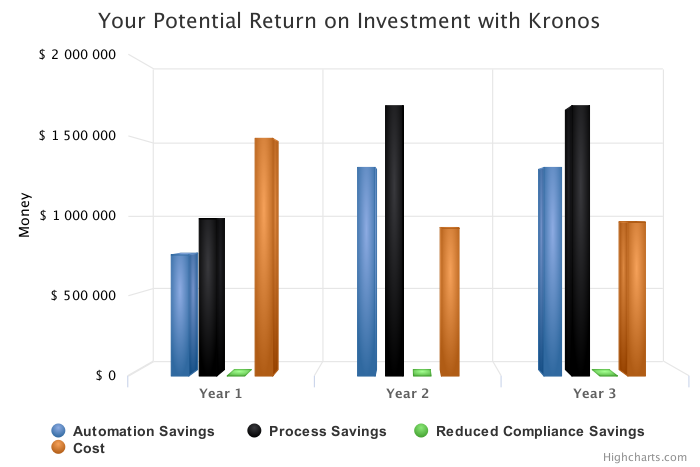 Your Potential Return on Investment with Kronos
$ 2 000 000
$ 1 500 000
$ 1 000 000
$ 500 000
$ 0
Money
Year 1 Year 2 Year 3
Automation Savings Process Savings Reduced Compliance Savings
Cost
Highcharts.com